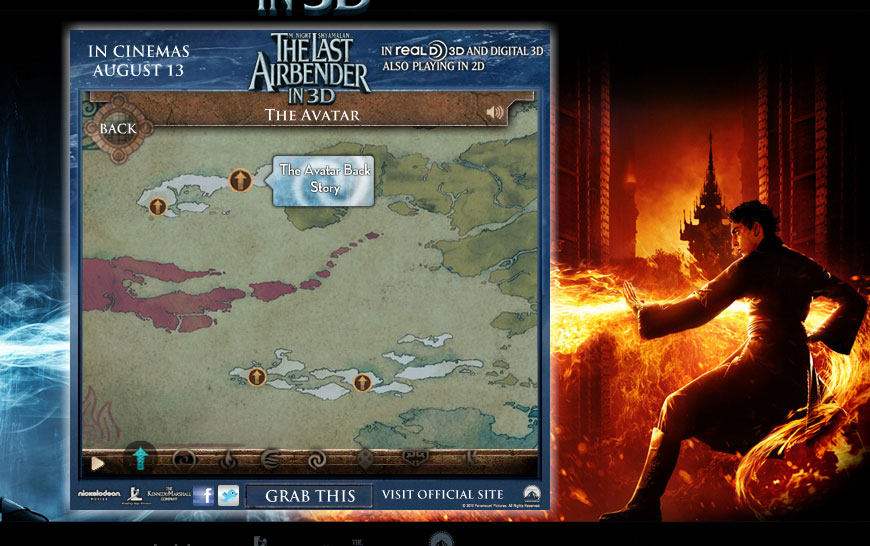 IN 3D
IN CINEMAS
AUGUST 13
M. NIGHT SHYAMALAN
THE LAST
AIRBENDER
IN 3D
IN REAL D 3D AND DIGITAL 3D
ALSO PLAYING IN 2D
THE AVATAR
BACK
The Avatar Back
Story
nickelodeon
MOVIES
THE
KENNEDY/MARSHALL
COMPANY
f
GRAB THIS
VISIT OFFICIAL SITE
THE